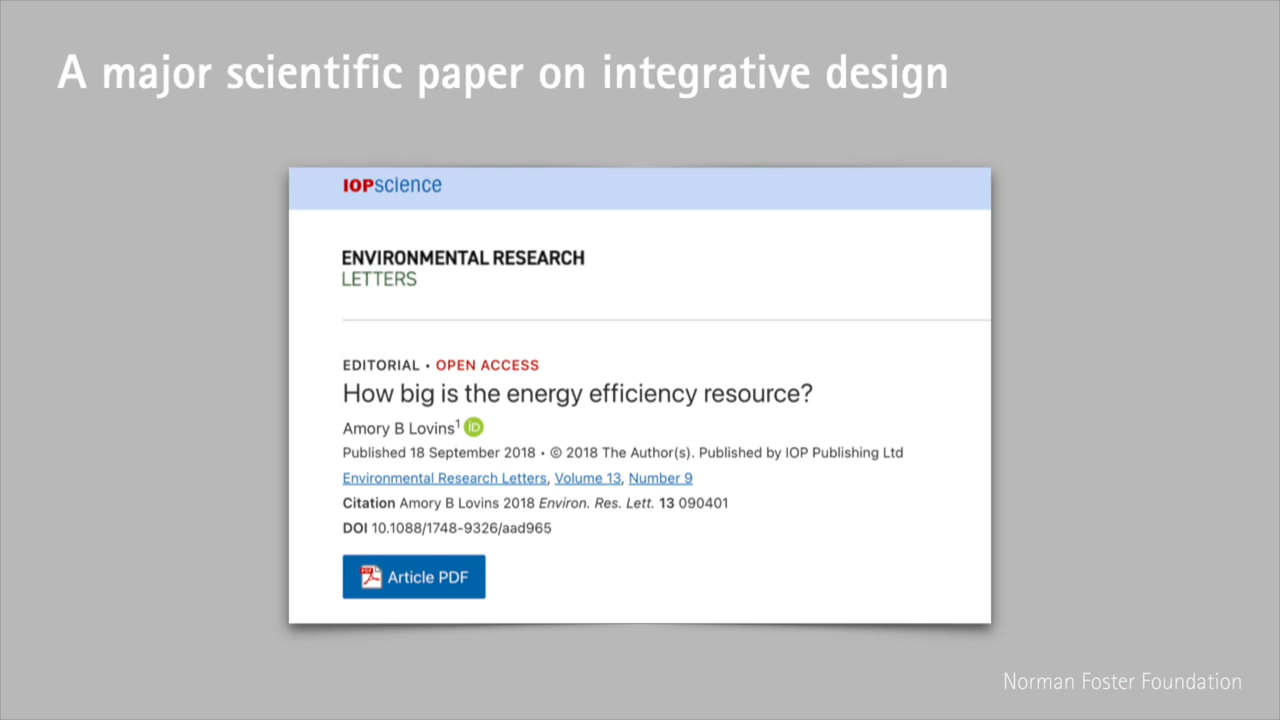 A major scientific paper on integrative design
IOPscience
ENVIRONMENTAL RESEARCH
LETTERS
EDITORIAL • OPEN ACCESS
How big is the energy efficiency resource?
Amory B Lovins¹ iD
Published 18 September 2018 • © 2018 The Author(s). Published by IOP Publishing Ltd
Environmental Research Letters, Volume 13, Number 9
Citation Amory B Lovins 2018 Environ. Res. Lett. 13 090401
DOI 10.1088/1748-9326/aad965
Article PDF
Norman Foster Foundation